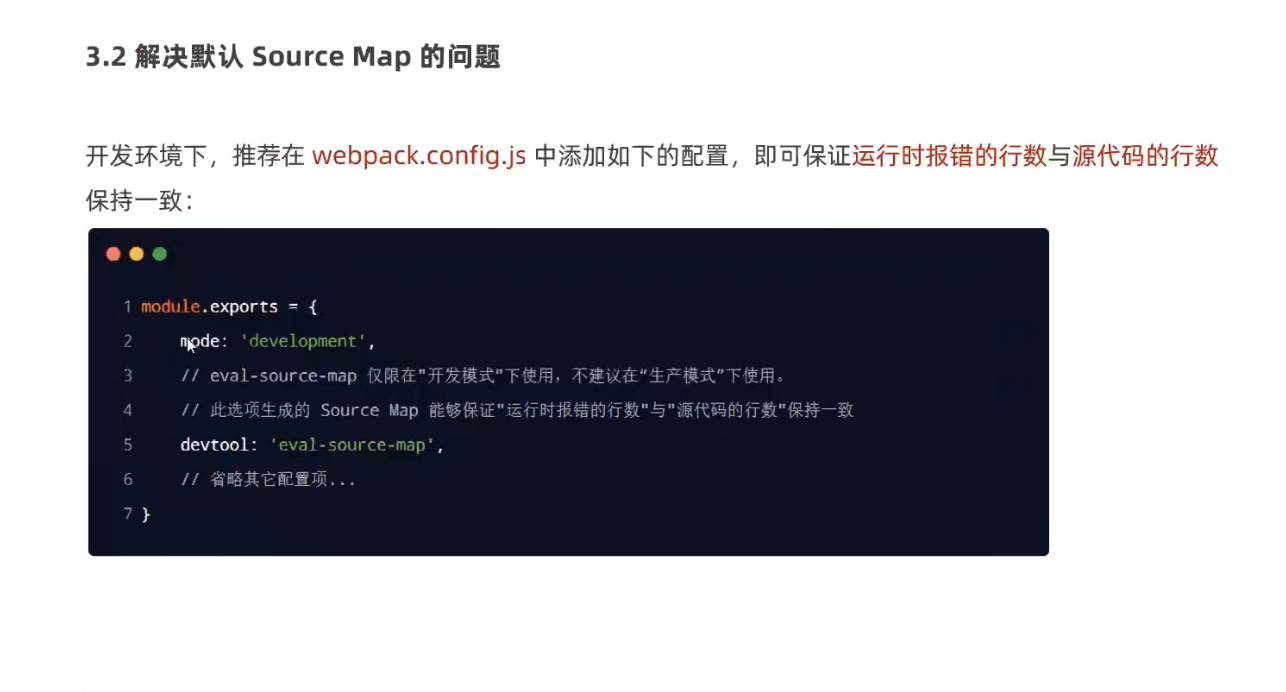 3.2 解决默认 Source Map 的问题
开发环境下，推荐在 webpack.config.js 中添加如下的配置，即可保证运行时报错的行数与源代码的行数
保持一致：
1 module.exports = {
2     mode: 'development',
3     // eval-source-map 仅限在"开发模式"下使用，不建议在“生产模式”下使用。
4     // 此选项生成的 Source Map 能够保证"运行时报错的行数"与"源代码的行数"保持一致
5     devtool: 'eval-source-map',
6     // 省略其它配置项...
7 }